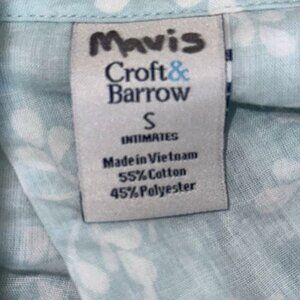 Mavis
Croft&
Barrow
S
INTIMATES
Made in Vietnam
55% Cotton
45% Polyester